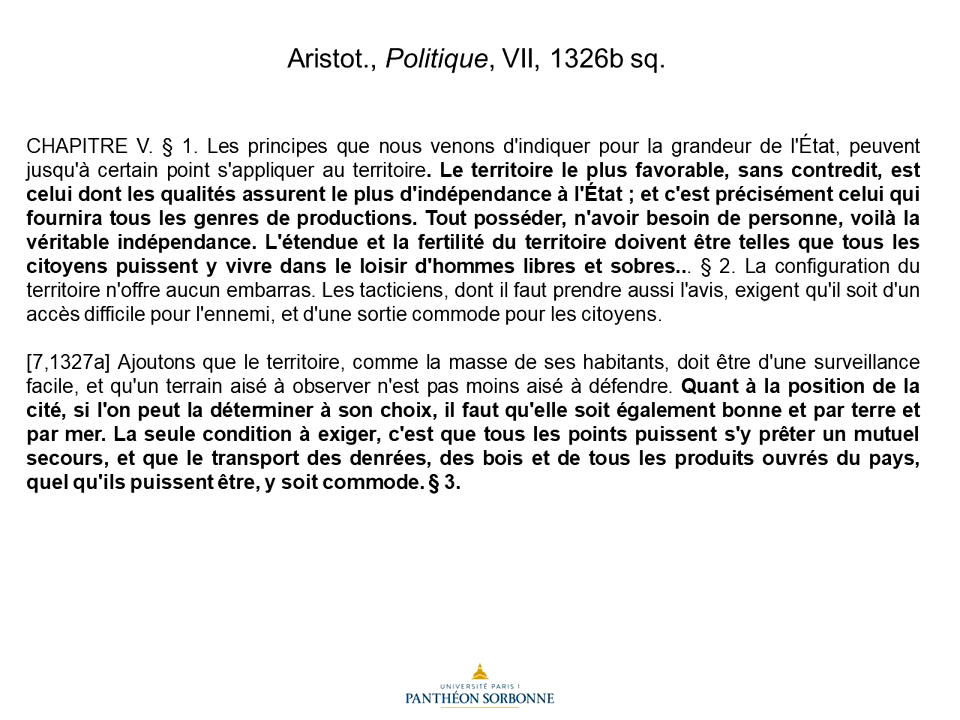 Aristot., Politique, VII, 1326b sq.
CHAPITRE V. § 1. Les principes que nous venons d'indiquer pour la grandeur de l'État, peuvent
jusqu'à certain point s'appliquer au territoire. Le territoire le plus favorable, sans contredit, est
celui dont les qualités assurent le plus d'indépendance à l'État ; et c'est précisément celui qui
fournira tous les genres de productions. Tout posséder, n'avoir besoin de personne, voilà la
véritable indépendance. L'étendue et la fertilité du territoire doivent être telles que tous les
citoyens puissent y vivre dans le loisir d'hommes libres et sobres... § 2. La configuration du
territoire n'offre aucun embarras. Les tacticiens, dont il faut prendre aussi l'avis, exigent qu'il soit d'un
accès difficile pour l'ennemi, et d'une sortie commode pour les citoyens.
[7,1327a] Ajoutons que le territoire, comme la masse de ses habitants, doit être d'une surveillance
facile, et qu'un terrain aisé à observer n'est pas moins aisé à défendre. Quant à la position de la
cité, si l'on peut la déterminer à son choix, il faut qu'elle soit également bonne et par terre et
par mer. La seule condition à exiger, c'est que tous les points puissent s'y prêter un mutuel
secours, et que le transport des denrées, des bois et de tous les produits ouvrés du pays,
quel qu'ils puissent être, y soit commode. § 3.
UNIVERSITÉ PARIS 1
PANTHÉON SORBONNE